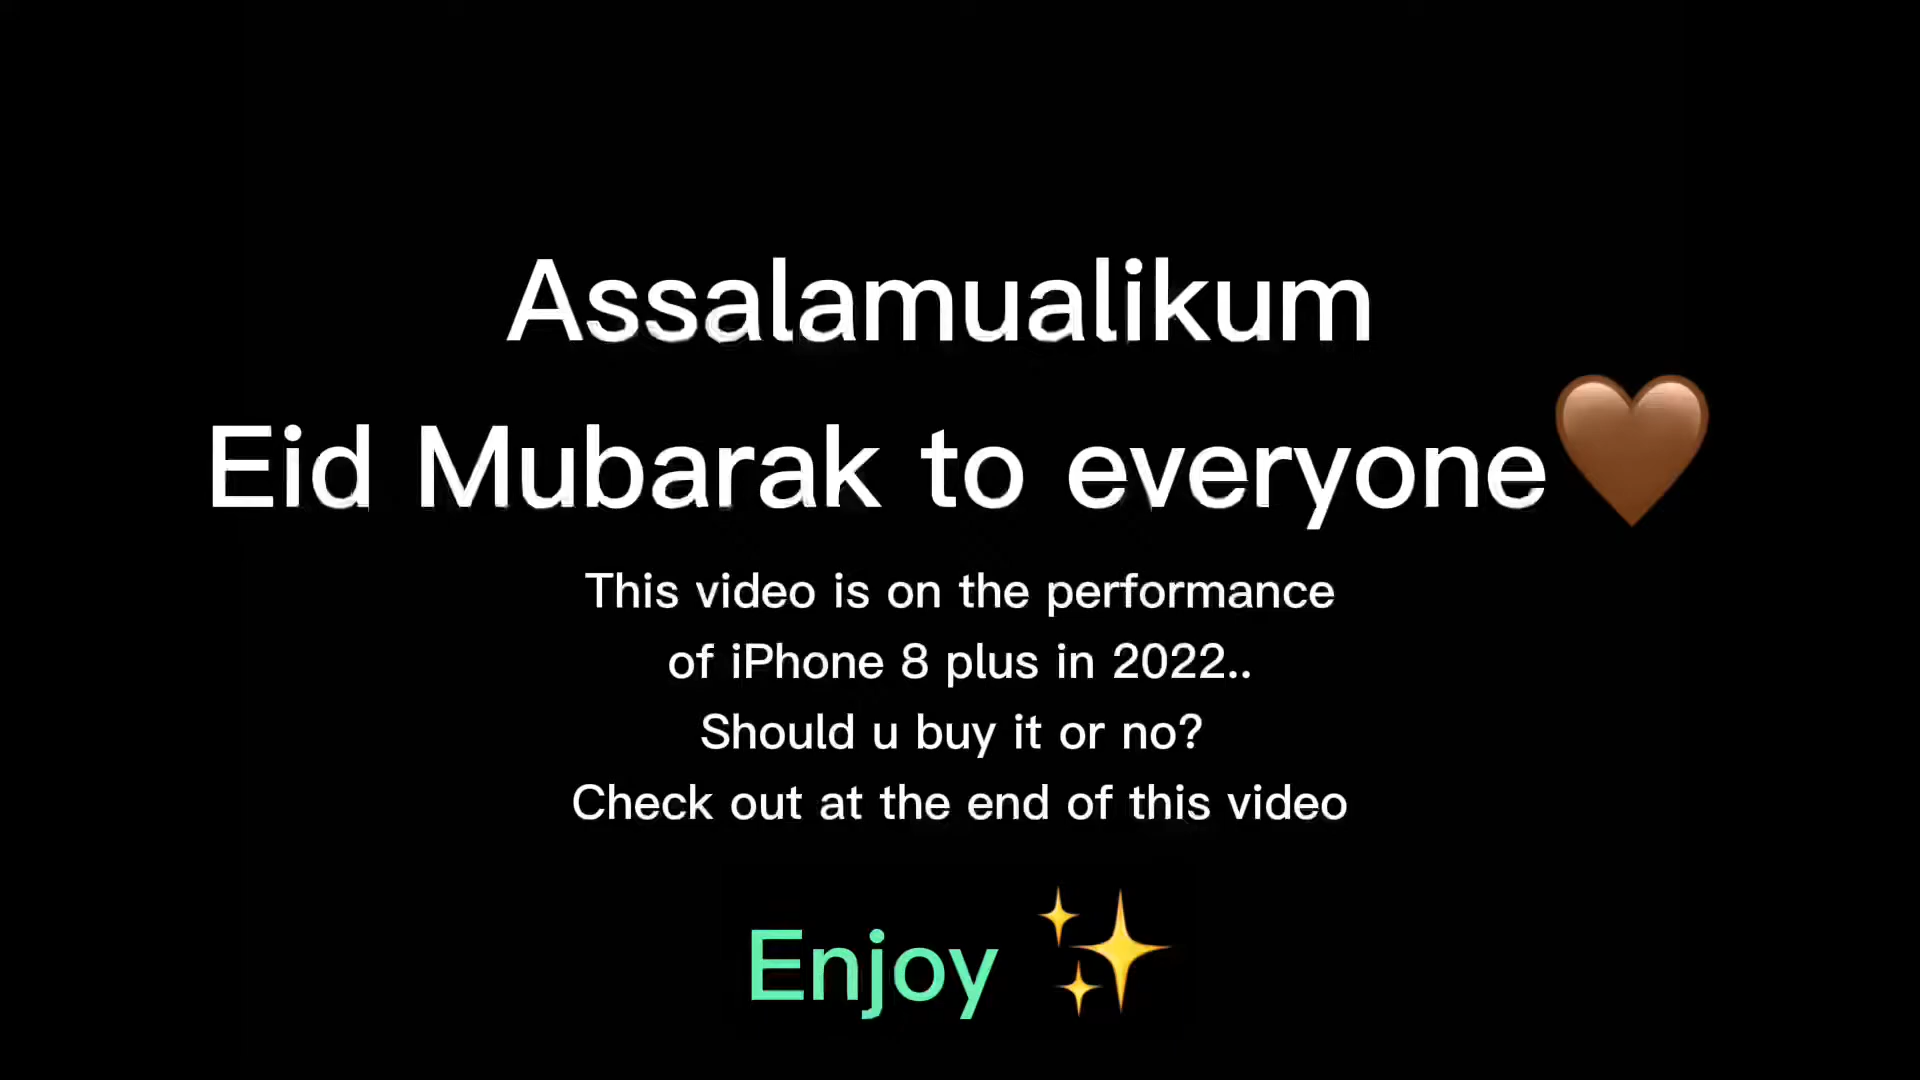 Assalamualikum
Eid Mubarak to everyone🤎
This video is on the performance
of iPhone 8 plus in 2022..
Should u buy it or no?
Check out at the end of this video
Enjoy ✨